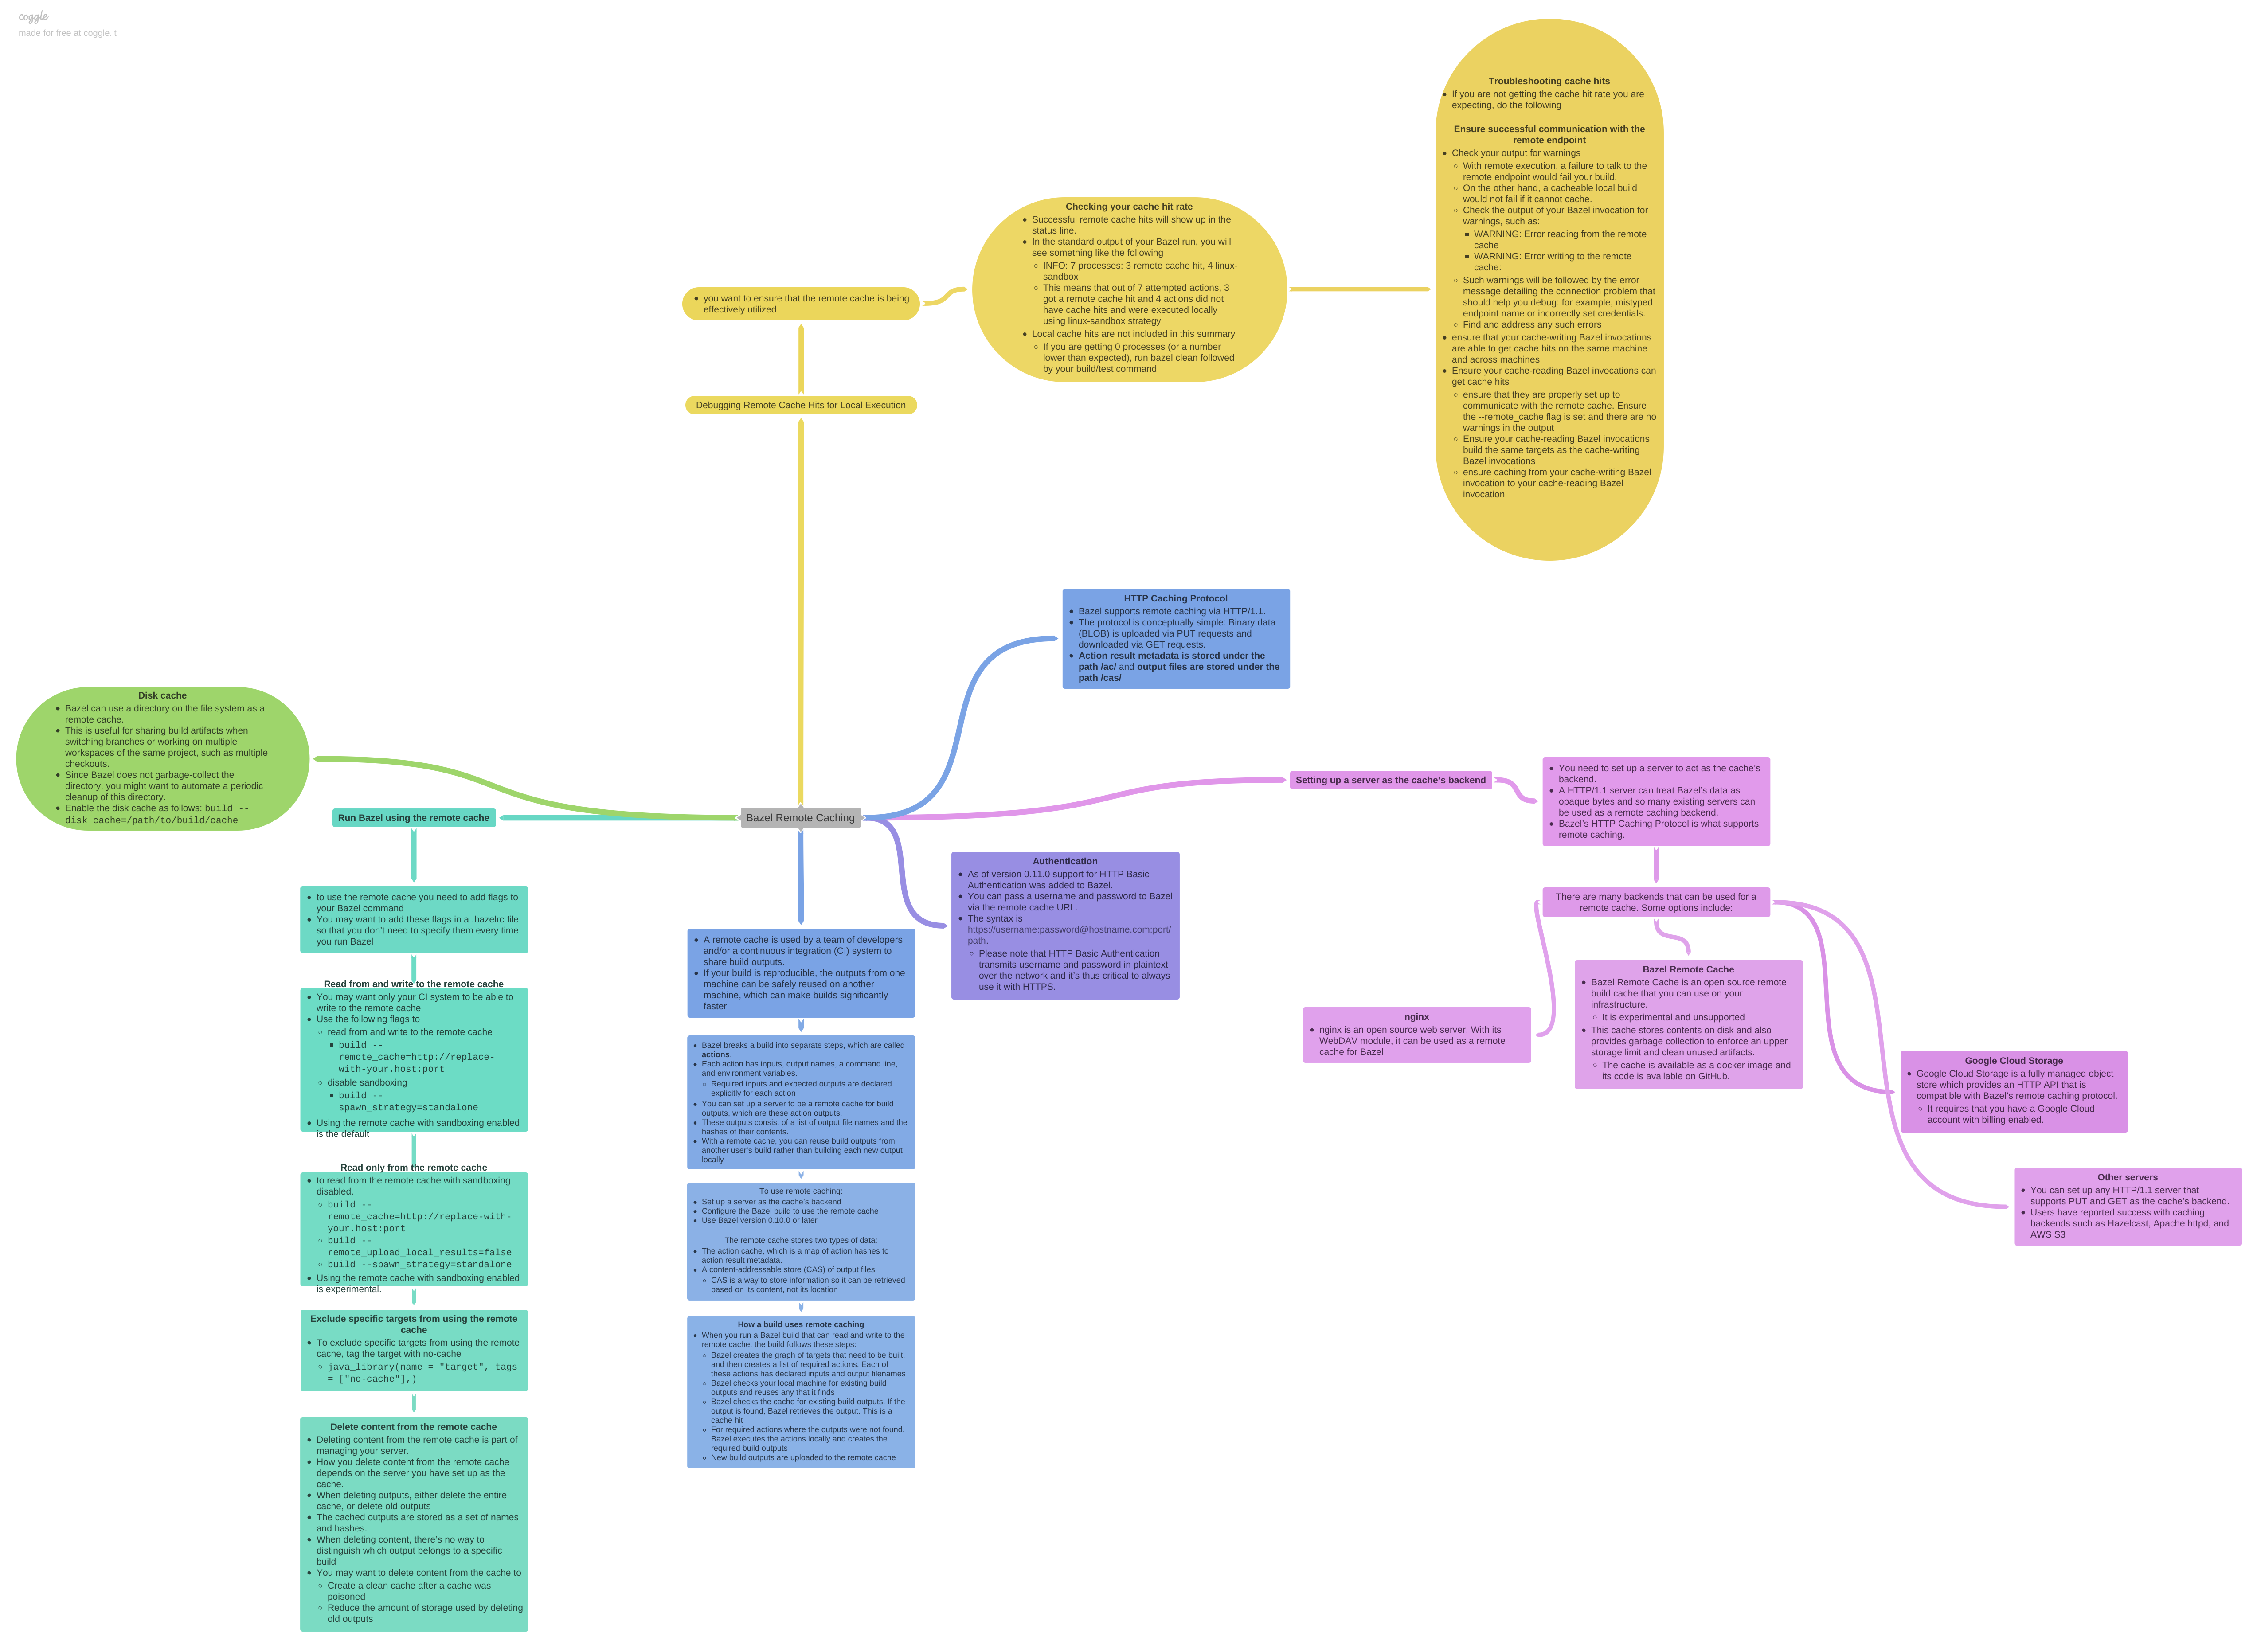 coggle
made for free at coggle.it
Troubleshooting cache hits
If you are not getting the cache hit rate you are
expecting, do the following
Ensure successful communication with the
remote endpoint
Check your output for warnings
With remote execution, a failure to talk to the
remote endpoint would fail your build.
On the other hand, a cacheable local build
would not fail if it cannot cache.
Check the output of your Bazel invocation for
warnings, such as:
WARNING: Error reading from the remote
cache
WARNING: Error writing to the remote
cache:
Such warnings will be followed by the error
message detailing the connection problem that
should help you debug: for example, mistyped
endpoint name or incorrectly set credentials.
Find and address any such errors
ensure that your cache-writing Bazel invocations
are able to get cache hits on the same machine
and across machines
Ensure your cache-reading Bazel invocations can
get cache hits
ensure that they are properly set up to
communicate with the remote cache. Ensure
the --remote_cache flag is set and there are no
warnings in the output
Ensure your cache-reading Bazel invocations
build the same targets as the cache-writing
Bazel invocations
ensure caching from your cache-writing Bazel
invocation to your cache-reading Bazel
invocation
Checking your cache hit rate
Successful remote cache hits will show up in the
status line.
In the standard output of your Bazel run, you will
see something like the following
INFO: 7 processes: 3 remote cache hit, 4 linux-
sandbox
This means that out of 7 attempted actions, 3
got a remote cache hit and 4 actions did not
have cache hits and were executed locally
using linux-sandbox strategy
Local cache hits are not included in this summary
If you are getting 0 processes (or a number
lower than expected), run bazel clean followed
by your build/test command
you want to ensure that the remote cache is being
effectively utilized
Debugging Remote Cache Hits for Local Execution
HTTP Caching Protocol
Bazel supports remote caching via HTTP/1.1.
The protocol is conceptually simple: Binary data
(BLOB) is uploaded via PUT requests and
downloaded via GET requests.
Action result metadata is stored under the
path /ac/ and output files are stored under the
path /cas/
Disk cache
Bazel can use a directory on the file system as a
remote cache.
This is useful for sharing build artifacts when
switching branches or working on multiple
workspaces of the same project, such as multiple
checkouts.
Since Bazel does not garbage-collect the
directory, you might want to automate a periodic
cleanup of this directory.
Enable the disk cache as follows: build --
disk_cache=/path/to/build/cache
Bazel Remote Caching
Run Bazel using the remote cache
to use the remote cache you need to add flags to
your Bazel command
You may want to add these flags in a .bazelrc file
so that you don't need to specify them every time
you run Bazel
Read from and write to the remote cache
You may want only your CI system to be able to
write to the remote cache
Use the following flags to
read from and write to the remote cache
build --
remote_cache=http://replace-
with-your.host:port
disable sandboxing
build --
spawn_strategy=standalone
Using the remote cache with sandboxing enabled
is the default
Read only from the remote cache
to read from the remote cache with sandboxing
disabled.
build --
remote_cache=http://replace-with-
your.host:port
build --
remote_upload_local_results=false
build --spawn_strategy=standalone
Using the remote cache with sandboxing enabled
is experimental.
Exclude specific targets from using the remote
cache
To exclude specific targets from using the remote
cache, tag the target with no-cache
java_library(name = "target", tags
= ["no-cache"],)
Delete content from the remote cache
Deleting content from the remote cache is part of
managing your server.
How you delete content from the remote cache
depends on the server you have set up as the
cache.
When deleting outputs, either delete the entire
cache, or delete old outputs
The cached outputs are stored as a set of names
and hashes.
When deleting content, there's no way to
distinguish which output belongs to a specific
build
You may want to delete content from the cache to
Create a clean cache after a cache was
poisoned
Reduce the amount of storage used by deleting
old outputs
A remote cache is used by a team of developers
and/or a continuous integration (CI) system to
share build outputs.
If your build is reproducible, the outputs from one
machine can be safely reused on another
machine, which can make builds significantly
faster
Bazel breaks a build into separate steps, which are called
actions.
Each action has inputs, output names, a command line,
and environment variables.
Required inputs and expected outputs are declared
explicitly for each action
You can set up a server to be a remote cache for build
outputs, which are these action outputs.
These outputs consist of a list of output file names and the
hashes of their contents.
With a remote cache, you can reuse build outputs from
another user's build rather than building each new output
locally
To use remote caching:
Set up a server as the cache's backend
Configure the Bazel build to use the remote cache
Use Bazel version 0.10.0 or later
The remote cache stores two types of data:
The action cache, which is a map of action hashes to
action result metadata.
A content-addressable store (CAS) of output files
CAS is a way to store information so it can be retrieved
based on its content, not its location
How a build uses remote caching
When you run a Bazel build that can read and write to the
remote cache, the build follows these steps:
Bazel creates the graph of targets that need to be built,
and then creates a list of required actions. Each of
these actions has declared inputs and output filenames
Bazel checks your local machine for existing build
outputs and reuses any that it finds
Bazel checks the cache for existing build outputs. If the
output is found, Bazel retrieves the output. This is a
cache hit
For required actions where the outputs were not found,
Bazel executes the actions locally and creates the
required build outputs
New build outputs are uploaded to the remote cache
Authentication
As of version 0.11.0 support for HTTP Basic
Authentication was added to Bazel.
You can pass a username and password to Bazel
via the remote cache URL.
The syntax is
https://username:password@hostname.com:port/
path.
Please note that HTTP Basic Authentication
transmits username and password in plaintext
over the network and it's thus critical to always
use it with HTTPS.
Setting up a server as the cache's backend
You need to set up a server to act as the cache's
backend.
A HTTP/1.1 server can treat Bazel's data as
opaque bytes and so many existing servers can
be used as a remote caching backend.
Bazel's HTTP Caching Protocol is what supports
remote caching.
There are many backends that can be used for a
remote cache. Some options include:
nginx
nginx is an open source web server. With its
WebDAV module, it can be used as a remote
cache for Bazel
Bazel Remote Cache
Bazel Remote Cache is an open source remote
build cache that you can use on your
infrastructure.
It is experimental and unsupported
This cache stores contents on disk and also
provides garbage collection to enforce an upper
storage limit and clean unused artifacts.
The cache is available as a docker image and
its code is available on GitHub.
Google Cloud Storage
Google Cloud Storage is a fully managed object
store which provides an HTTP API that is
compatible with Bazel's remote caching protocol.
It requires that you have a Google Cloud
account with billing enabled.
Other servers
You can set up any HTTP/1.1 server that
supports PUT and GET as the cache's backend.
Users have reported success with caching
backends such as Hazelcast, Apache httpd, and
AWS S3